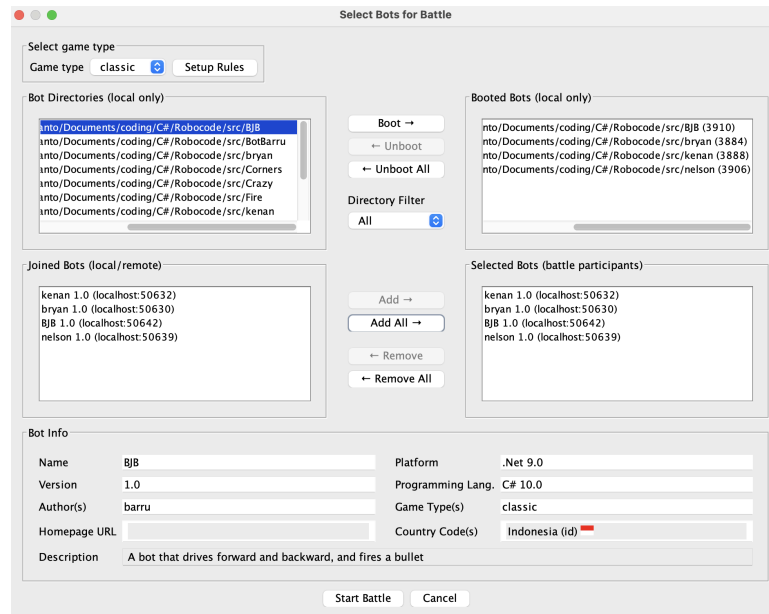 Select Bots for Battle
Select game type
Game type classic Setup Rules
Bot Directories (local only)
anto/Documents/coding/C#/Robocode/src/BJB
anto/Documents/coding/C#/Robocode/src/BotBarru
anto/Documents/coding/C#/Robocode/src/bryan
anto/Documents/coding/C#/Robocode/src/Corners
anto/Documents/coding/C#/Robocode/src/Crazy
anto/Documents/coding/C#/Robocode/src/Fire
anto/Documents/coding/C#/Robocode/src/kenan
Boot →
← Unboot
← Unboot All
Directory Filter
All
Booted Bots (local only)
nto/Documents/coding/C#/Robocode/src/BJB (3910)
nto/Documents/coding/C#/Robocode/src/bryan (3884)
nto/Documents/coding/C#/Robocode/src/kenan (3888)
nto/Documents/coding/C#/Robocode/src/nelson (3906)
Joined Bots (local/remote)
kenan 1.0 (localhost:50632)
bryan 1.0 (localhost:50630)
BJB 1.0 (localhost:50642)
nelson 1.0 (localhost:50639)
Add →
Add All →
← Remove
← Remove All
Selected Bots (battle participants)
kenan 1.0 (localhost:50632)
bryan 1.0 (localhost:50630)
BJB 1.0 (localhost:50642)
nelson 1.0 (localhost:50639)
Bot Info
Name BJB Platform .Net 9.0
Version 1.0 Programming Lang. C# 10.0
Author(s) barru Game Type(s) classic
Homepage URL Country Code(s) Indonesia (id)
Description A bot that drives forward and backward, and fires a bullet
Start Battle Cancel